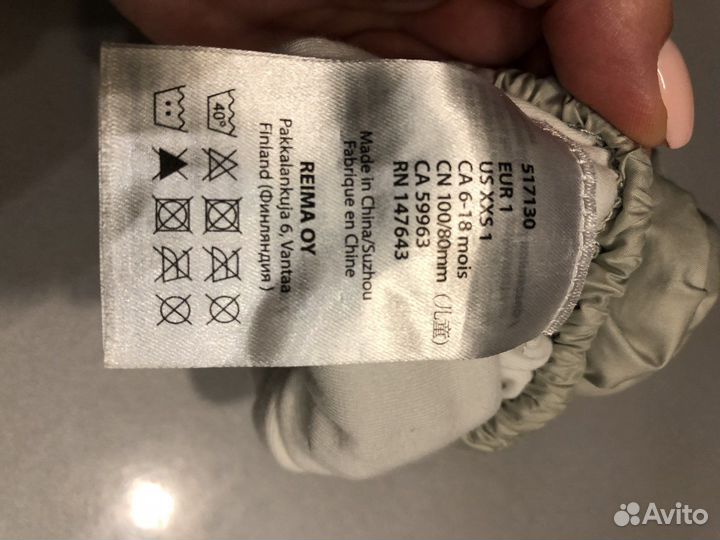 517130
EUR 1
US XXS 1
CA 6-18 mois
CN 100/80mm (儿童)
CA 59963
RN 147643
Made in China/Suzhou
Fabrique en Chine
REIMA OY
Pakkalankuja 6, Vantaa
Finland (Финляндия )
40°
Avito